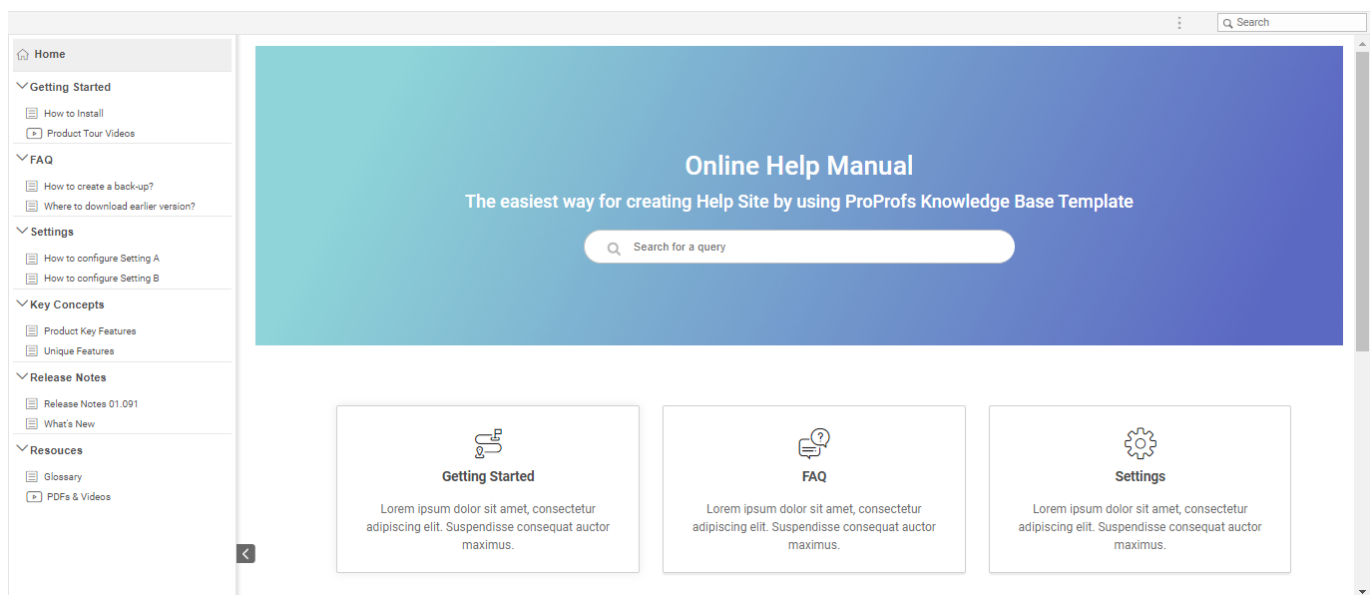 Search
Home
Getting Started
How to Install
Product Tour Videos
FAQ
How to create a back-up?
Where to download earlier version?
Settings
How to configure Setting A
How to configure Setting B
Key Concepts
Product Key Features
Unique Features
Release Notes
Release Notes 01.091
What's New
Resouces
Glossary
PDFs & Videos
Online Help Manual
The easiest way for creating Help Site by using ProProfs Knowledge Base Template
Search for a query
Getting Started
Lorem ipsum dolor sit amet, consectetur
adipiscing elit. Suspendisse consequat auctor
maximus.
FAQ
Lorem ipsum dolor sit amet, consectetur
adipiscing elit. Suspendisse consequat auctor
maximus.
Settings
Lorem ipsum dolor sit amet, consectetur
adipiscing elit. Suspendisse consequat auctor
maximus.